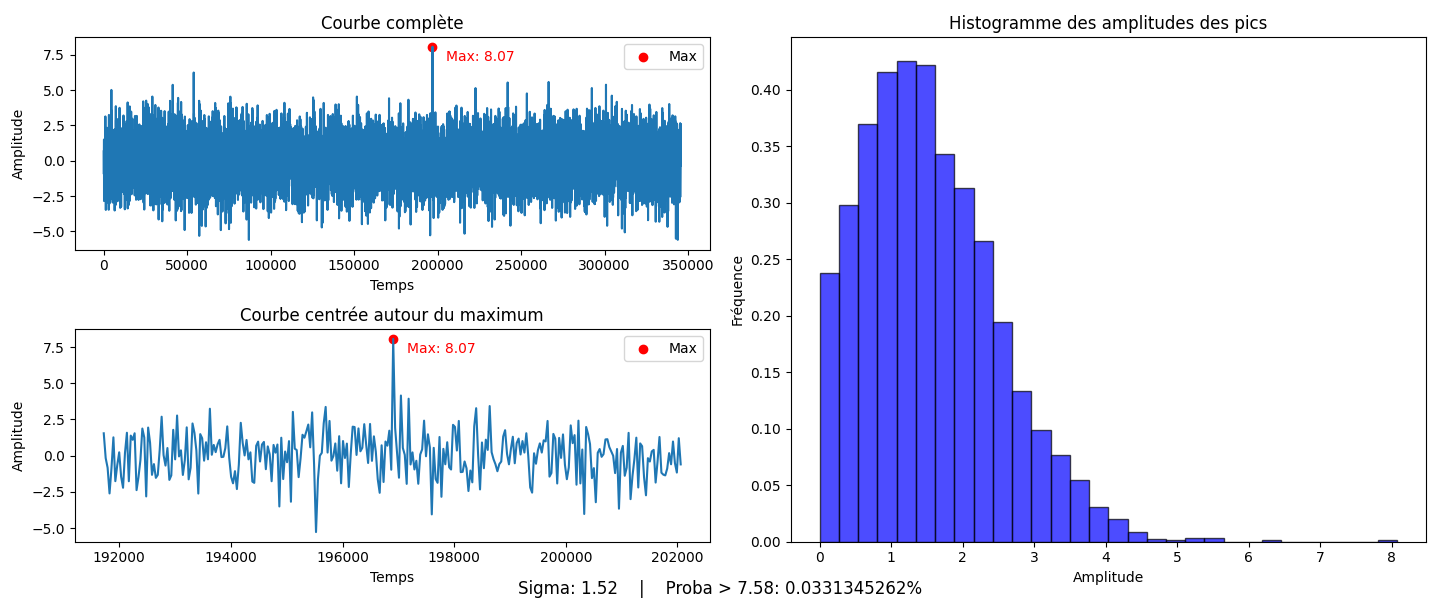 Courbe complète
Max: 8.07
Max
Amplitude
7.5
5.0
2.5
0.0
−2.5
−5.0
0 50000 100000 150000 200000 250000 300000 350000
Temps
Courbe centrée autour du maximum
Max: 8.07
Max
Amplitude
7.5
5.0
2.5
0.0
−2.5
−5.0
192000 194000 196000 198000 200000 202000
Temps
Histogramme des amplitudes des pics
Fréquence
0.40
0.35
0.30
0.25
0.20
0.15
0.10
0.05
0.00
0 1 2 3 4 5 6 7 8
Amplitude
Sigma: 1.52 | Proba > 7.58: 0.0331345262%